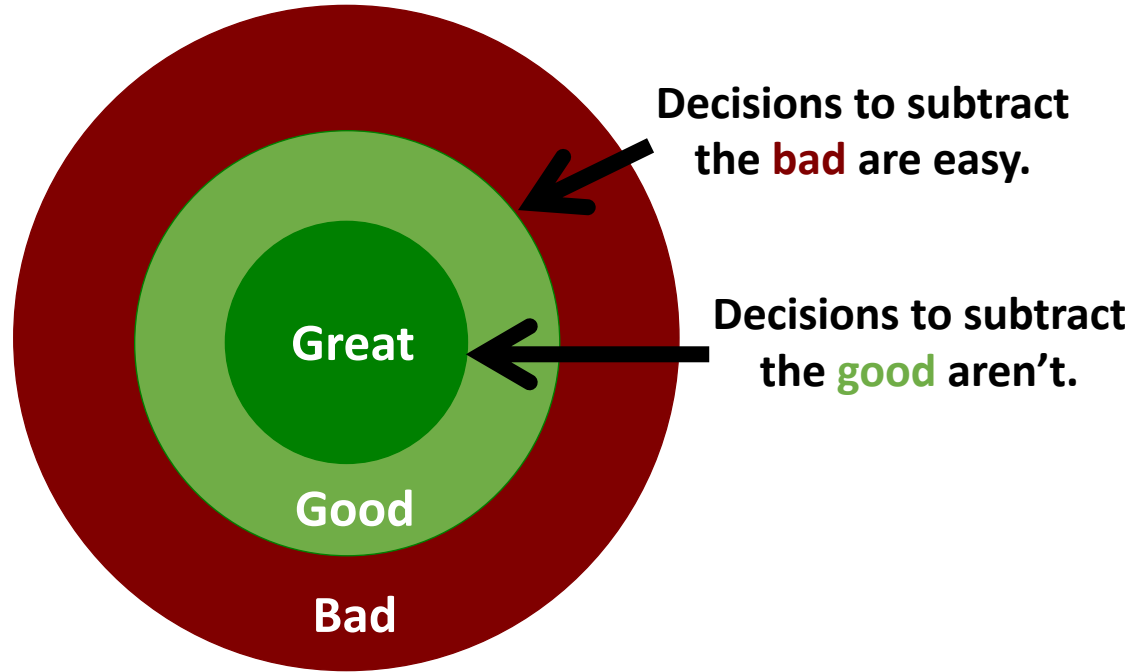 Decisions to subtract
the bad are easy.
Decisions to subtract
the good aren’t.
Great
Good
Bad